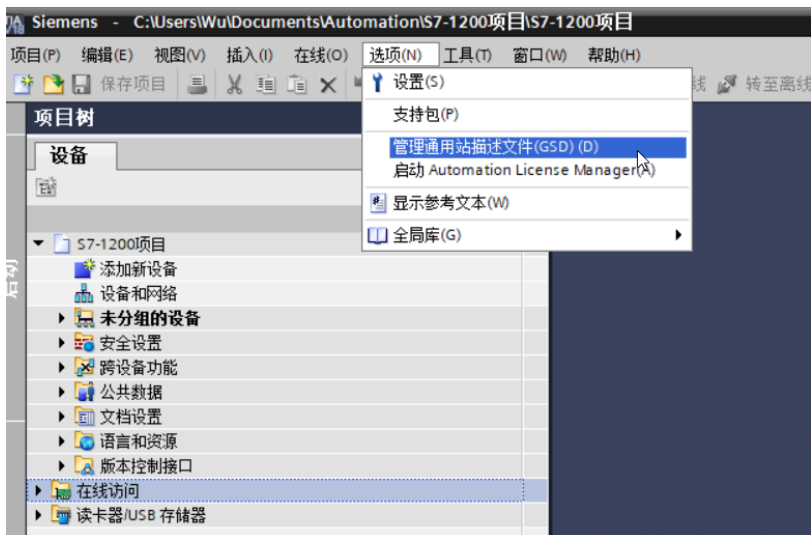 Siemens - C:\Users\Wu\Documents\Automation\S7-1200项目\S7-1200项目
项目(P) 编辑(E) 视图(V) 插入(I) 在线(O) 选项(N) 工具(T) 窗口(W) 帮助(H)
保存项目
转至离线
设置(S)
支持包(P)
管理通用站描述文件(GSD) (D)
启动 Automation License Manager(A)
显示参考文本(W)
全局库(G)
项目树
设备
S7-1200项目
添加新设备
设备和网络
未分组的设备
安全设置
跨设备功能
公共数据
文档设置
语言和资源
版本控制接口
在线访问
读卡器/USB 存储器
启动